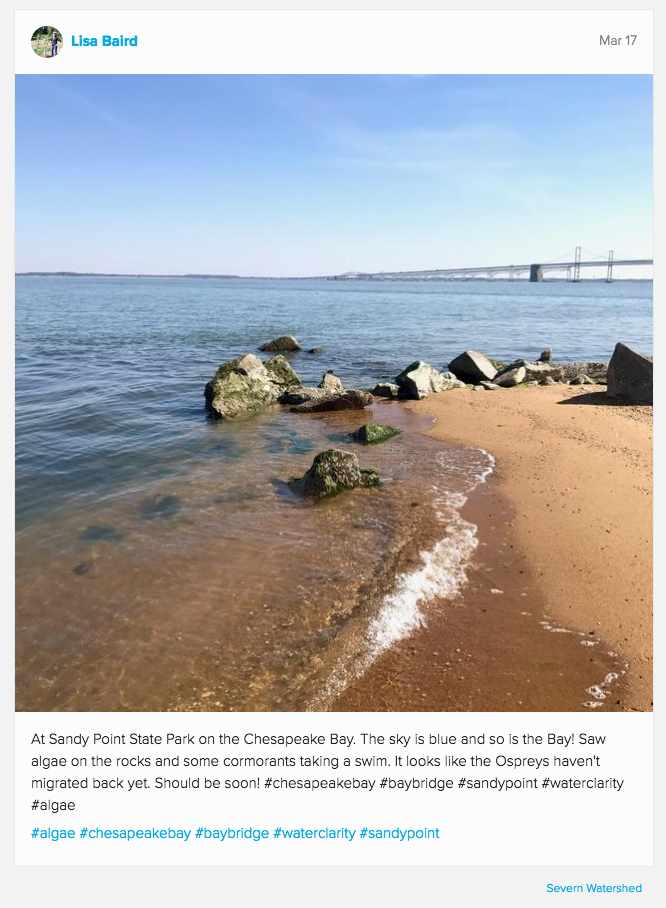 Lisa Baird
Mar 17
At Sandy Point State Park on the Chesapeake Bay. The sky is blue and so is the Bay! Saw
algae on the rocks and some cormorants taking a swim. It looks like the Ospreys haven't
migrated back yet. Should be soon! #chesapeakebay #baybridge #sandypoint #waterclarity
#algae
#algae #chesapeakebay #baybridge #waterclarity #sandypoint
Severn Watershed